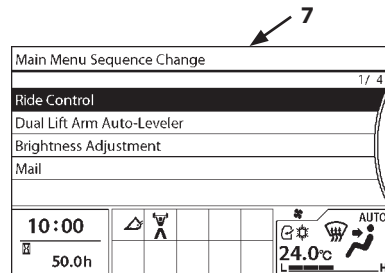 7
Main Menu Sequence Change
1/ 4
Ride Control
Dual Lift Arm Auto-Leveler
Brightness Adjustment
Mail
10:00
50.0h
AUTO
24.0°C
L
H